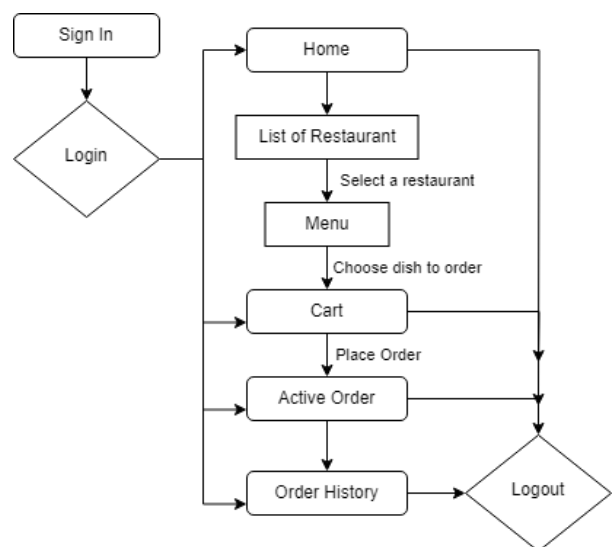 Sign In
Home
Login
List of Restaurant
Select a restaurant
Menu
Choose dish to order
Cart
Place Order
Active Order
Order History
Logout